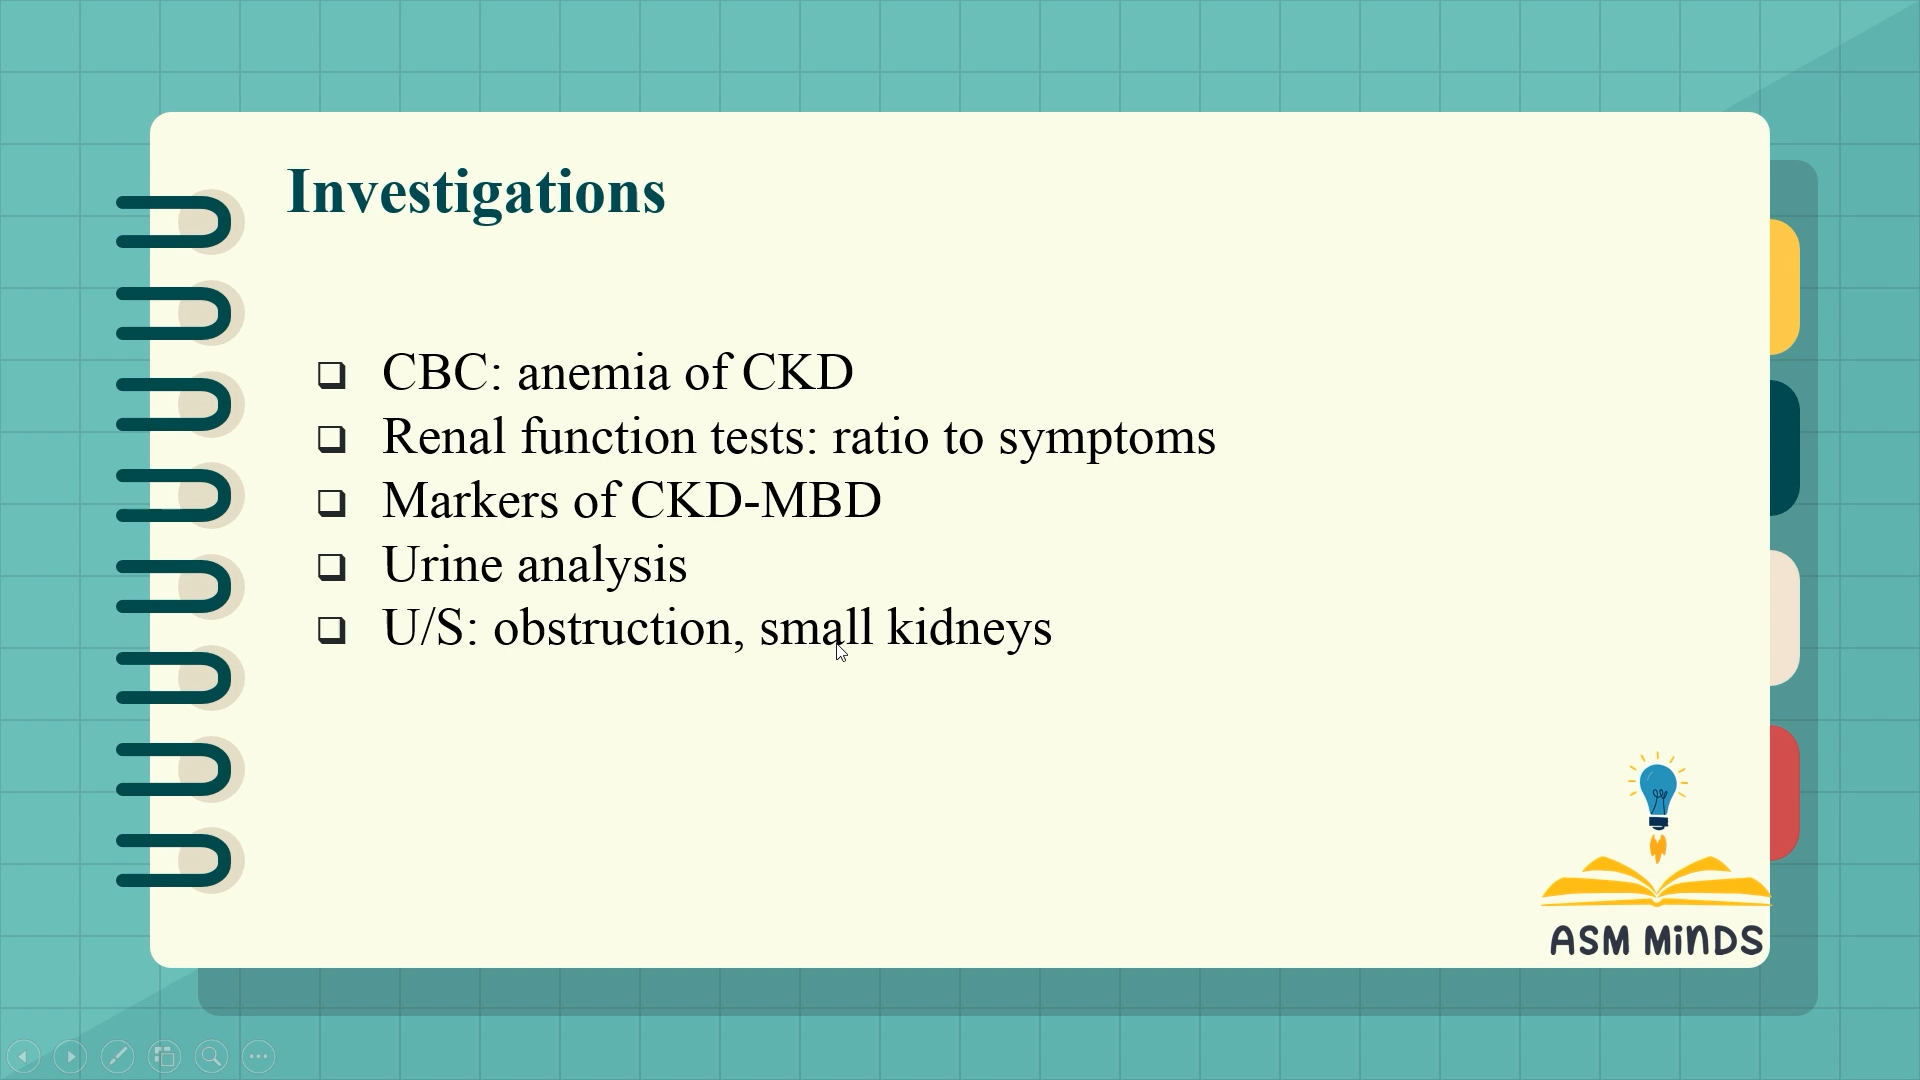 Investigations
❑ CBC: anemia of CKD
❑ Renal function tests: ratio to symptoms
❑ Markers of CKD-MBD
❑ Urine analysis
❑ U/S: obstruction, small kidneys
ASM MiNDS